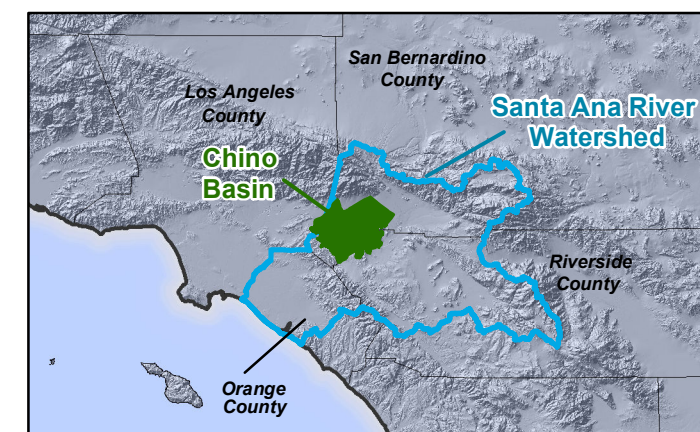 San Bernardino
County
Los Angeles
County
Santa Ana River
Watershed
Chino
Basin
Riverside
County
Orange
County